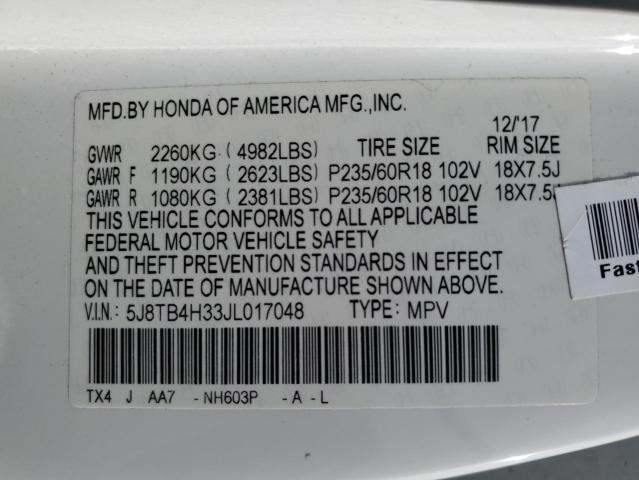 MFD.BY HONDA OF AMERICA MFG.,INC.
12/'17
GVWR 2260KG ( 4982LBS) TIRE SIZE RIM SIZE
GAWR F 1190KG ( 2623LBS) P235/60R18 102V 18X7.5J
GAWR R 1080KG ( 2381LBS) P235/60R18 102V 18X7.5J
THIS VEHICLE CONFORMS TO ALL APPLICABLE
FEDERAL MOTOR VEHICLE SAFETY
AND THEFT PREVENTION STANDARDS IN EFFECT
ON THE DATE OF MANUFACTURE SHOWN ABOVE.
V.I.N.: 5J8TB4H33JL017048 TYPE: MPV
TX4 J AA7 -NH603P -A -L
Fast